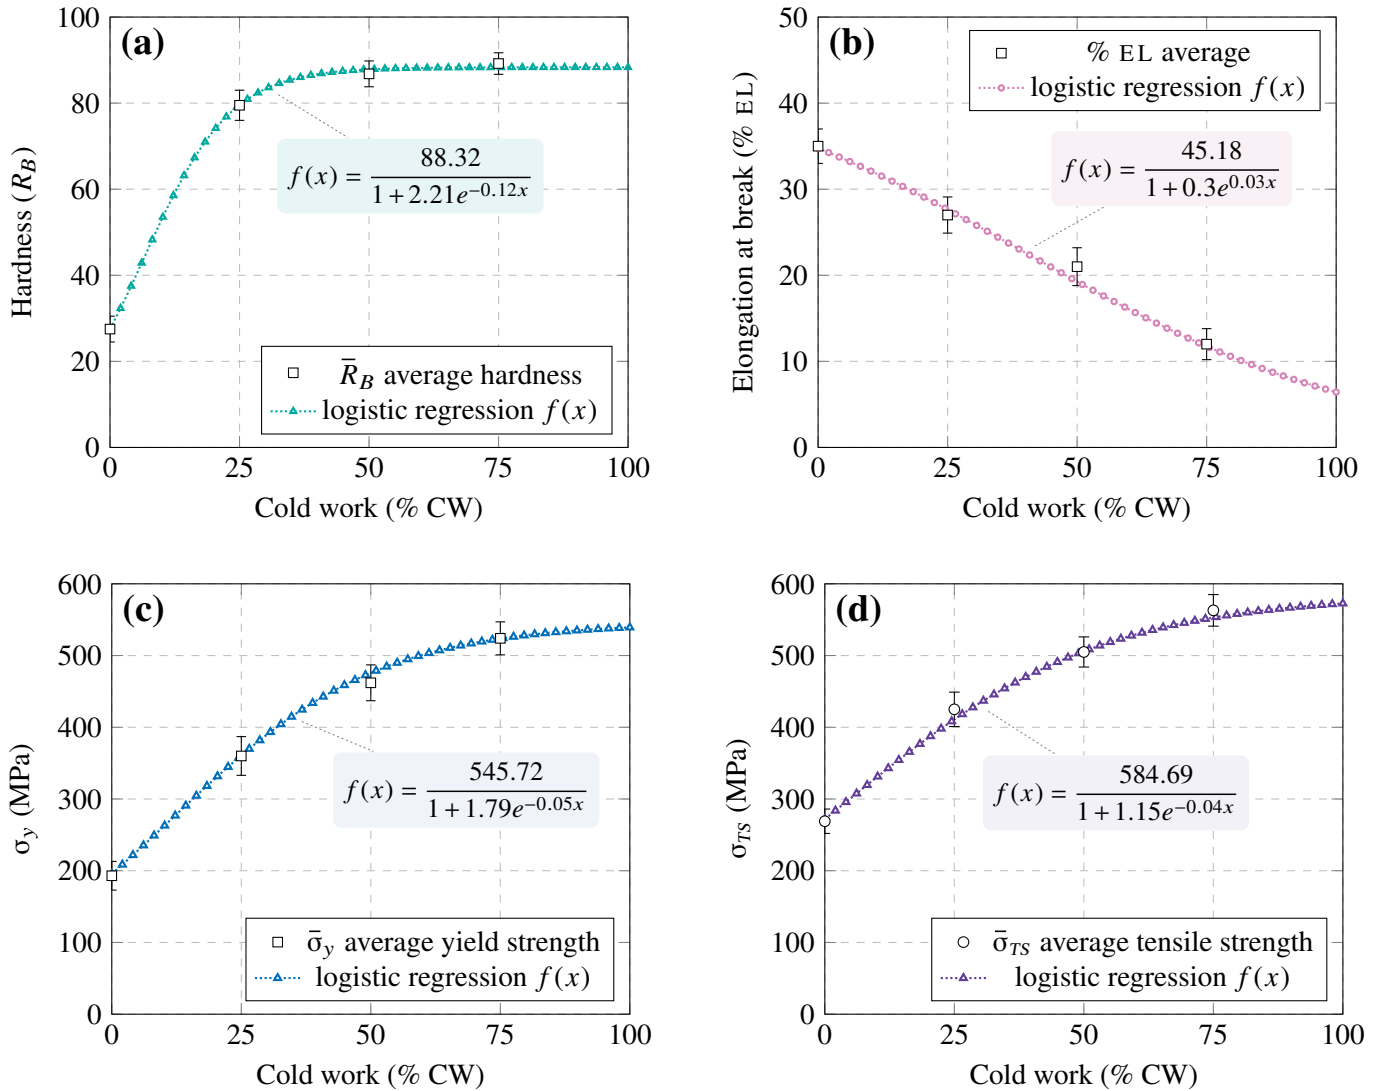 (a)
100
80
60
40
20
0
Hardness (R_B)
f(x) = 88.32 / 1 + 2.21e^{-0.12x}
R̄_B average hardness
logistic regression f(x)
0 25 50 75 100
Cold work (% CW)
(b)
50
40
30
20
10
0
Elongation at break (% EL)
% EL average
logistic regression f(x)
f(x) = 45.18 / 1 + 0.3e^{0.03x}
0 25 50 75 100
Cold work (% CW)
(c)
600
500
400
300
200
100
0
σ_y (MPa)
f(x) = 545.72 / 1 + 1.79e^{-0.05x}
σ̄_y average yield strength
logistic regression f(x)
0 25 50 75 100
Cold work (% CW)
(d)
600
500
400
300
200
100
0
σ_TS (MPa)
f(x) = 584.69 / 1 + 1.15e^{-0.04x}
σ̄_TS average tensile strength
logistic regression f(x)
0 25 50 75 100
Cold work (% CW)